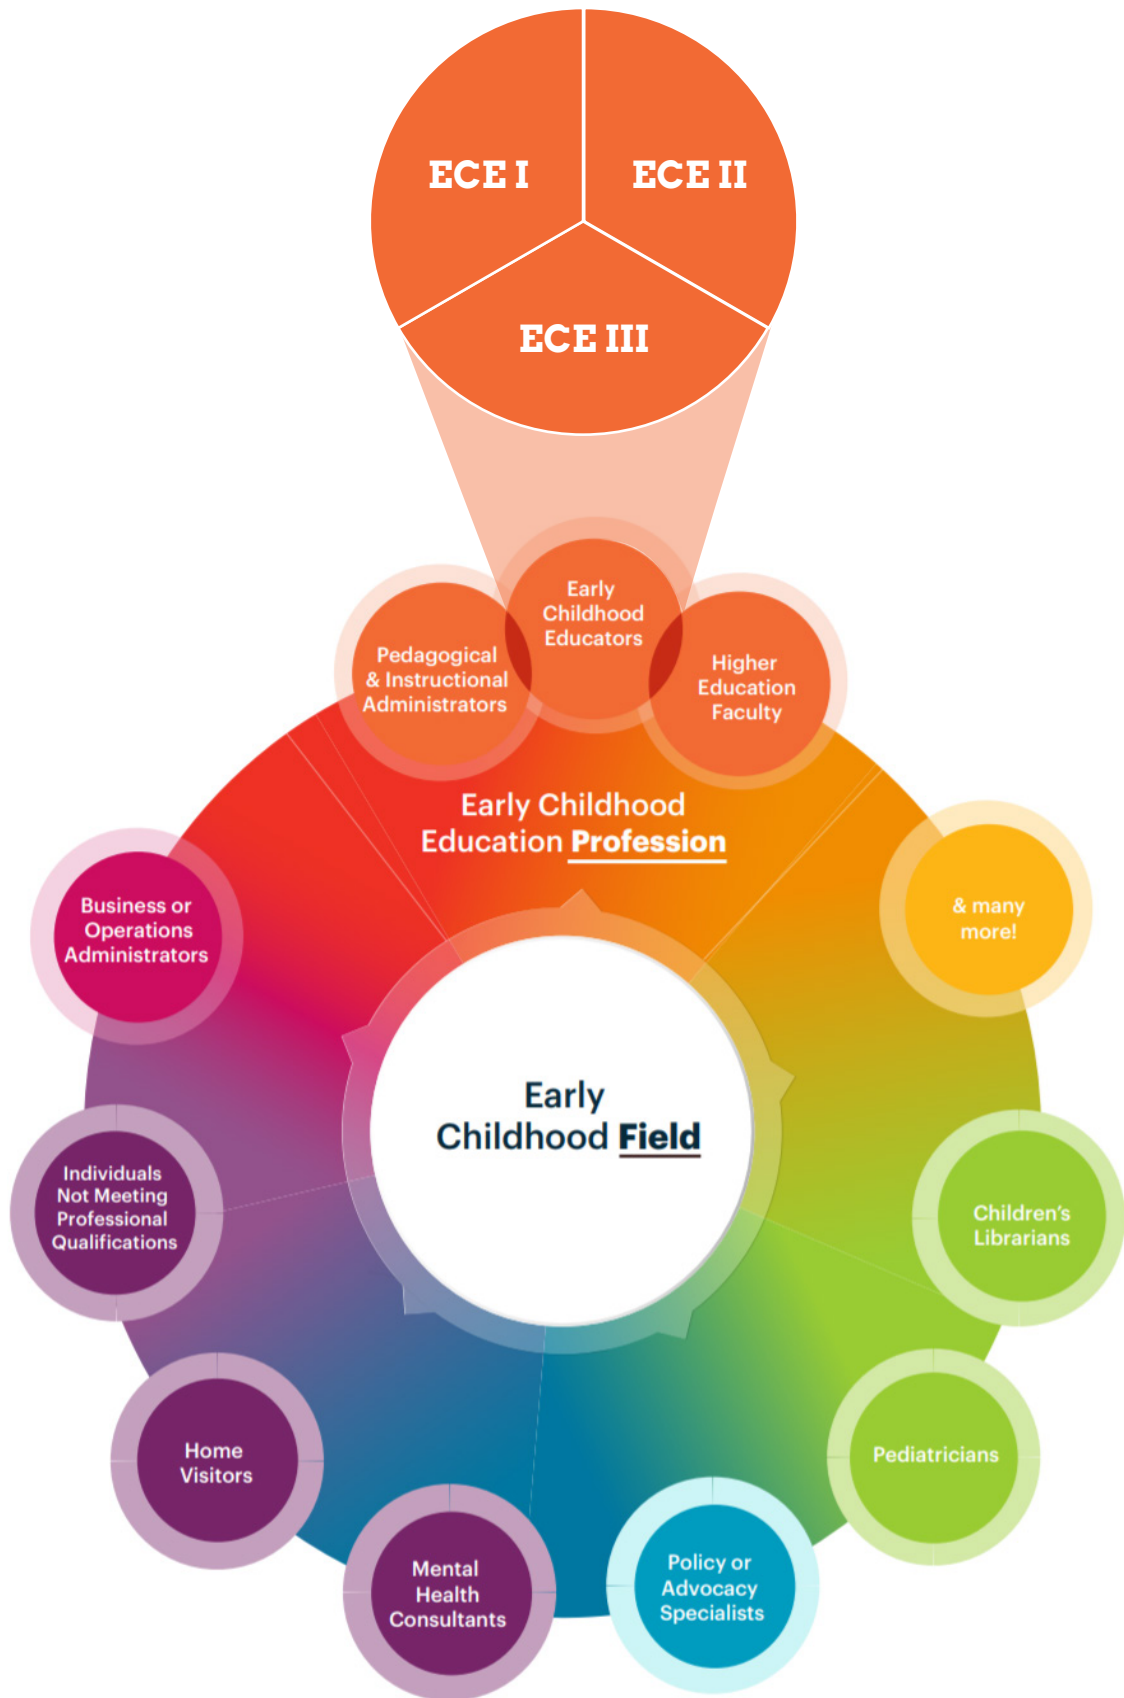 ECE I
ECE II
ECE III
Early
Childhood
Educators
Pedagogical
& Instructional
Administrators
Higher
Education
Faculty
Early Childhood
Education Profession
Business or
Operations
Administrators
& many
more!
Early
Childhood Field
Individuals
Not Meeting
Professional
Qualifications
Children's
Librarians
Home
Visitors
Pediatricians
Mental
Health
Consultants
Policy or
Advocacy
Specialists